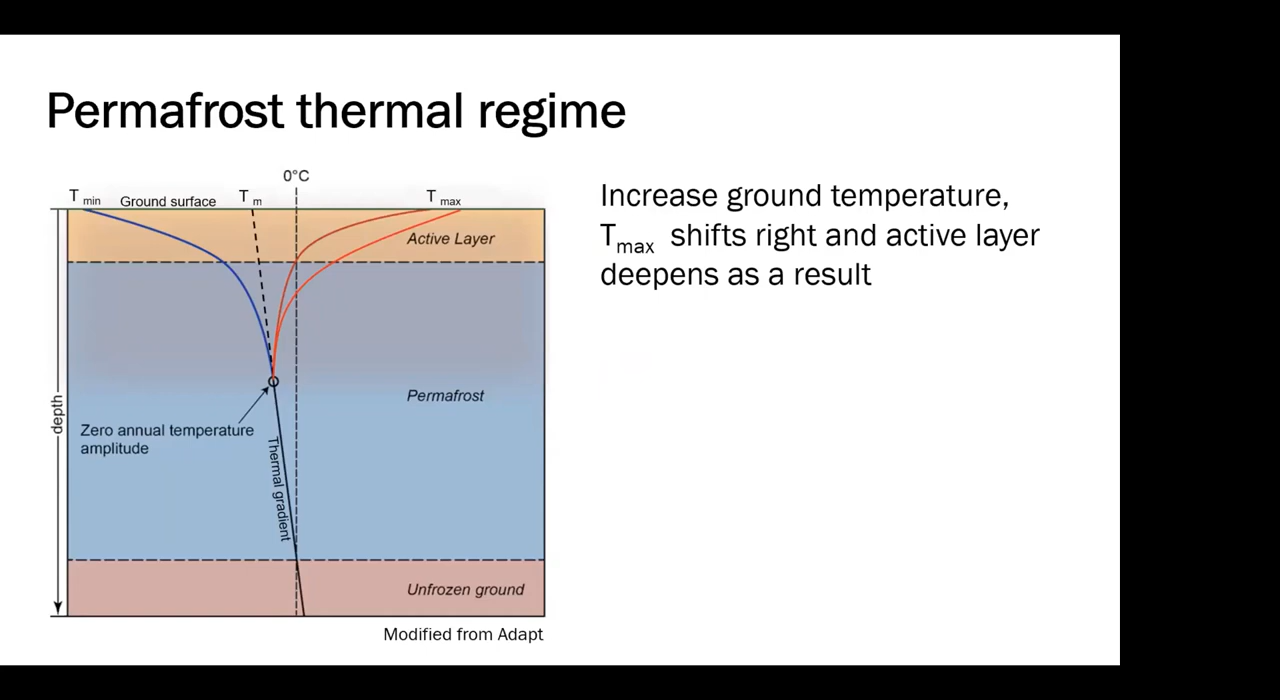 Permafrost thermal regime
0°C
T min Ground surface T m T max
Active Layer
Permafrost
depth
Zero annual temperature
amplitude
Thermal gradient
Unfrozen ground
Modified from Adapt
Increase ground temperature,
Tmax shifts right and active layer
deepens as a result